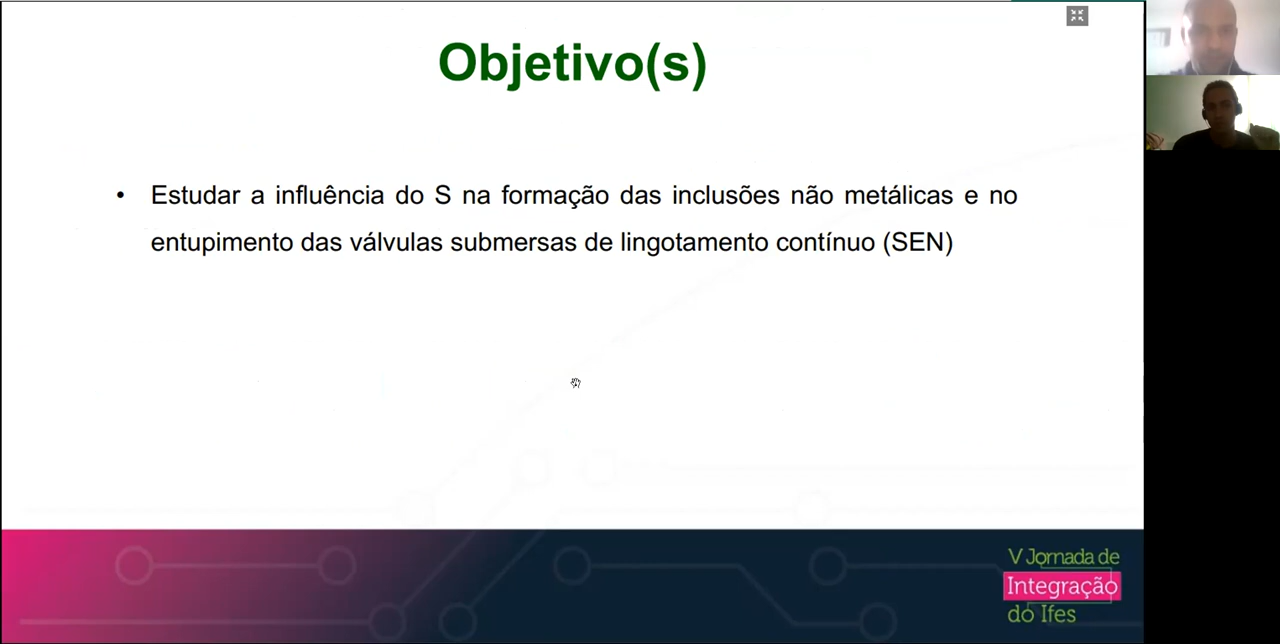 Objetivo(s)
• Estudar a influência do S na formação das inclusões não metálicas e no
entupimento das válvulas submersas de lingotamento contínuo (SEN)
V Jornada de
Integração
do Ifes